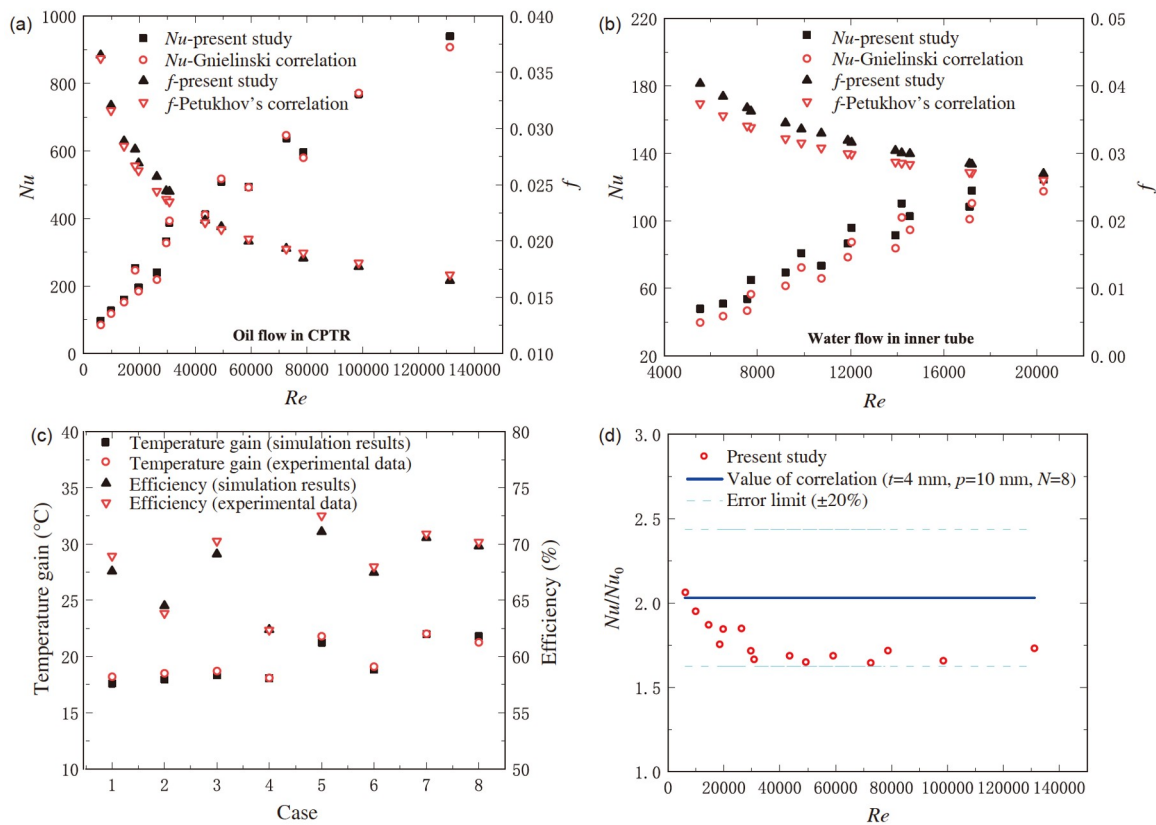 (a)
1000
800
600
400
200
0
Nu
0.040
0.035
0.030
0.025
0.020
0.015
0.010
f
Nu-present study
Nu-Gnielinski correlation
f-present study
f-Petukhov's correlation
Oil flow in CPTR
0 20000 40000 60000 80000 100000 120000 140000
Re
(b)
220
180
140
100
60
20
Nu
0.05
0.04
0.03
0.02
0.01
0.00
f
Nu-present study
Nu-Gnielinski correlation
f-present study
f-Petukhov's correlation
Water flow in inner tube
4000 8000 12000 16000 20000
Re
(c)
40
35
30
25
20
15
10
Temperature gain (°C)
80
75
70
65
60
55
50
Efficiency (%)
Temperature gain (simulation results)
Temperature gain (experimental data)
Efficiency (simulation results)
Efficiency (experimental data)
1 2 3 4 5 6 7 8
Case
(d)
3.0
2.5
2.0
1.5
1.0
Nu/Nu₀
Present study
Value of correlation (t=4 mm, p=10 mm, N=8)
Error limit (±20%)
0 20000 40000 60000 80000 100000 120000 140000
Re